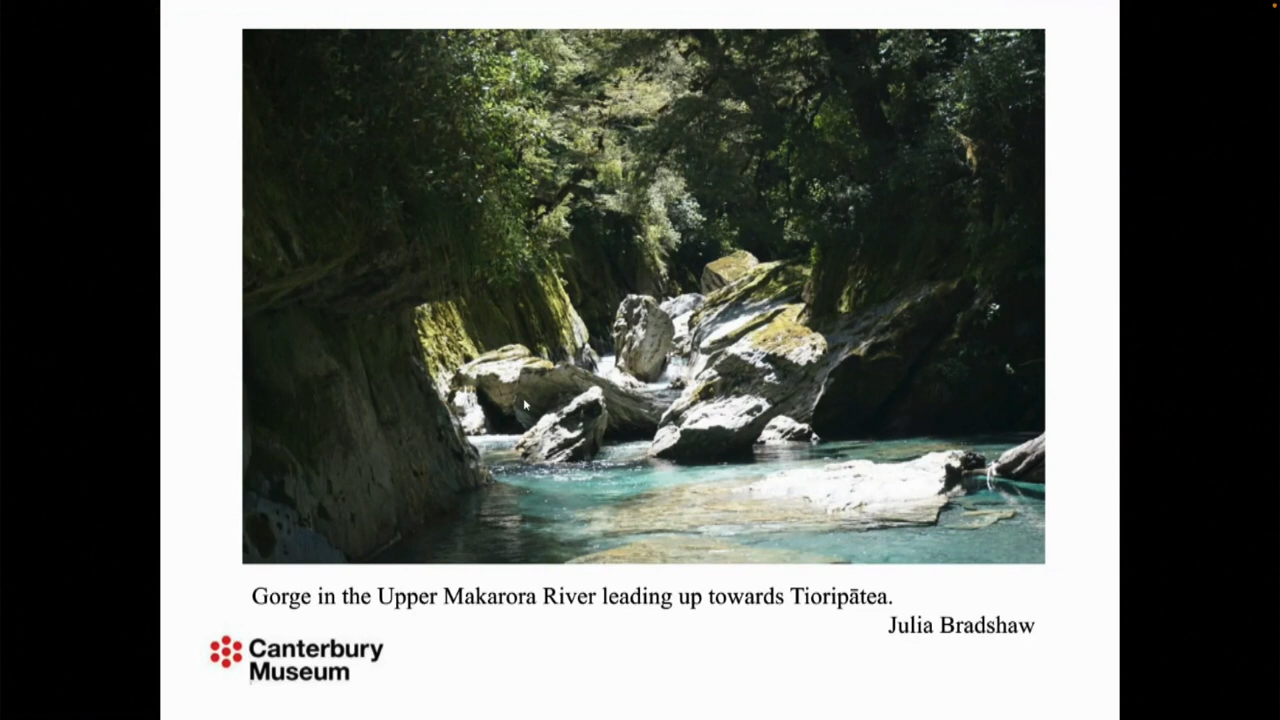 Gorge in the Upper Makarora River leading up towards Tioripātea.
Julia Bradshaw
Canterbury
Museum